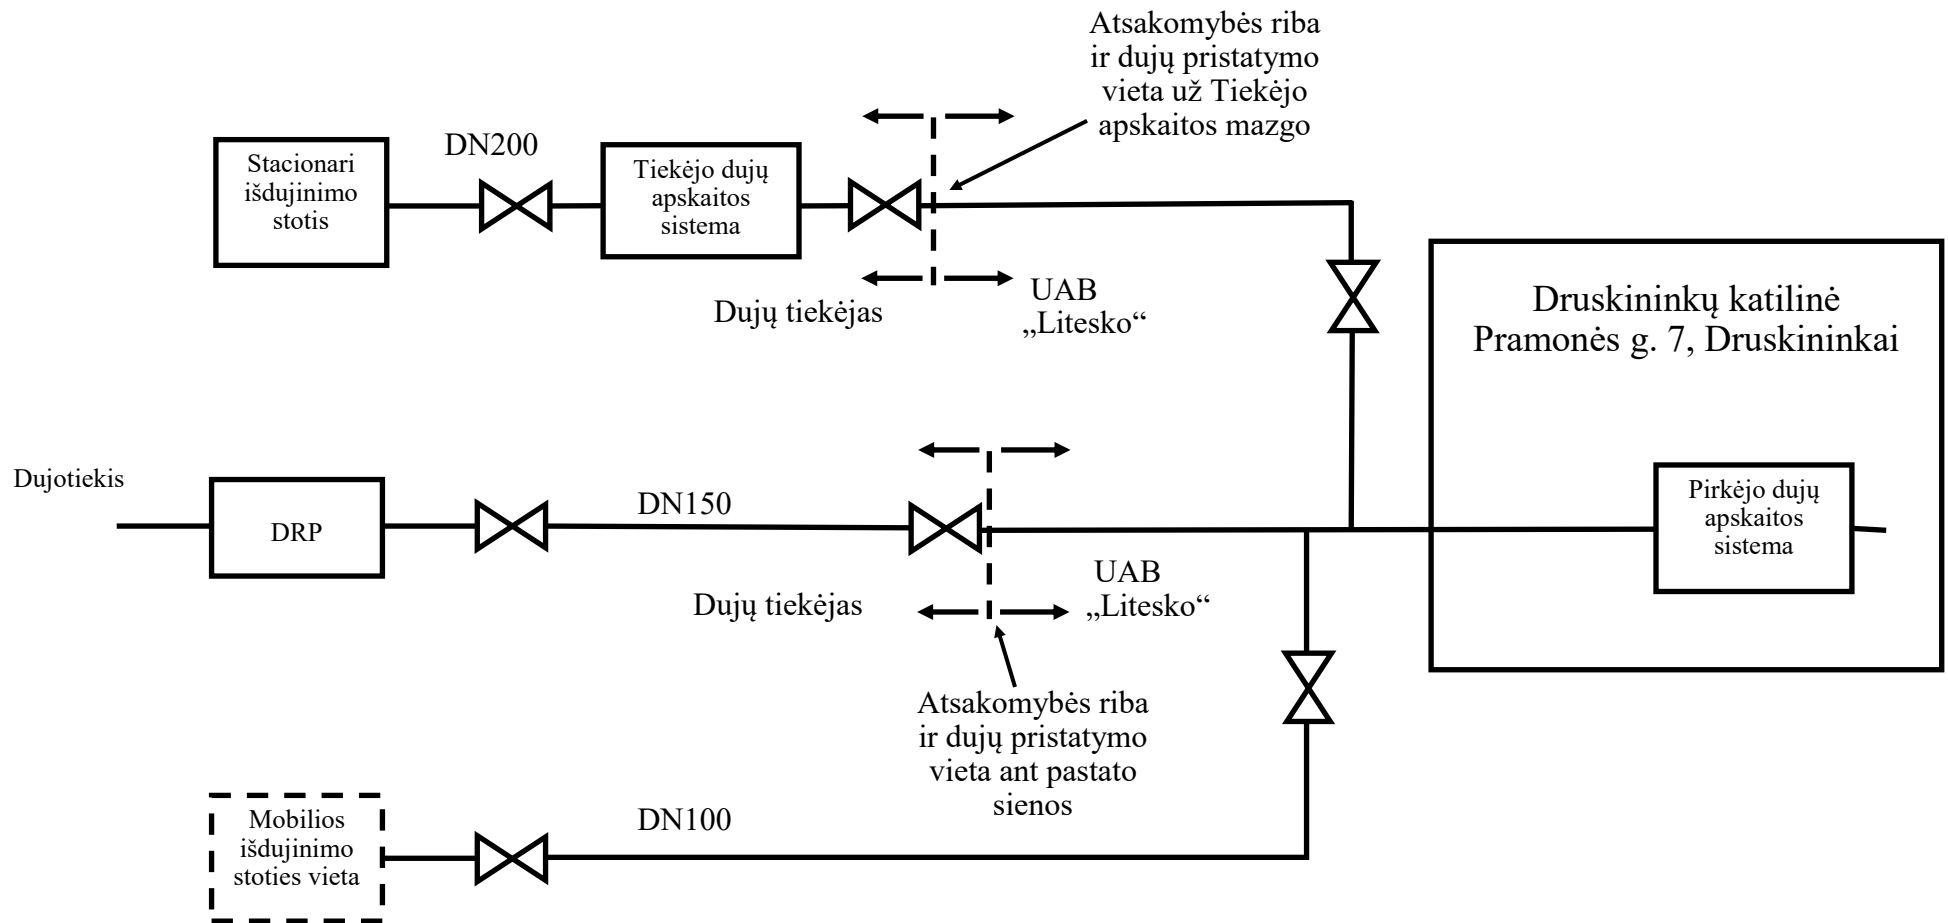 Atsakomybės riba
ir dujų pristatymo
vieta už Tiekėjo
apskaitos mazgo
DN200
Stacionari
išdujinimo
stotis
Tiekėjo dujų
apskaitos
sistema
Dujų tiekėjas
UAB
„Litesko“
Druskininkų katilinė
Pramonės g. 7, Druskininkai
Dujotiekis
DRP
DN150
Pirkėjo dujų
apskaitos
sistema
Dujų tiekėjas
UAB
„Litesko“
Atsakomybės riba
ir dujų pristatymo
vieta ant pastato
sienos
Mobilios
išdujinimo
stoties vieta
DN100